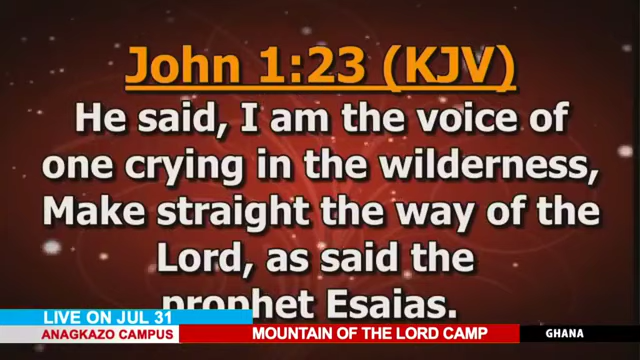 John 1:23 (KJV)
He said, I am the voice of
one crying in the wilderness,
Make straight the way of the
Lord, as said the
prophet Esaias.
LIVE ON JUL 31
ANAGKAZO CAMPUS MOUNTAIN OF THE LORD CAMP GHANA